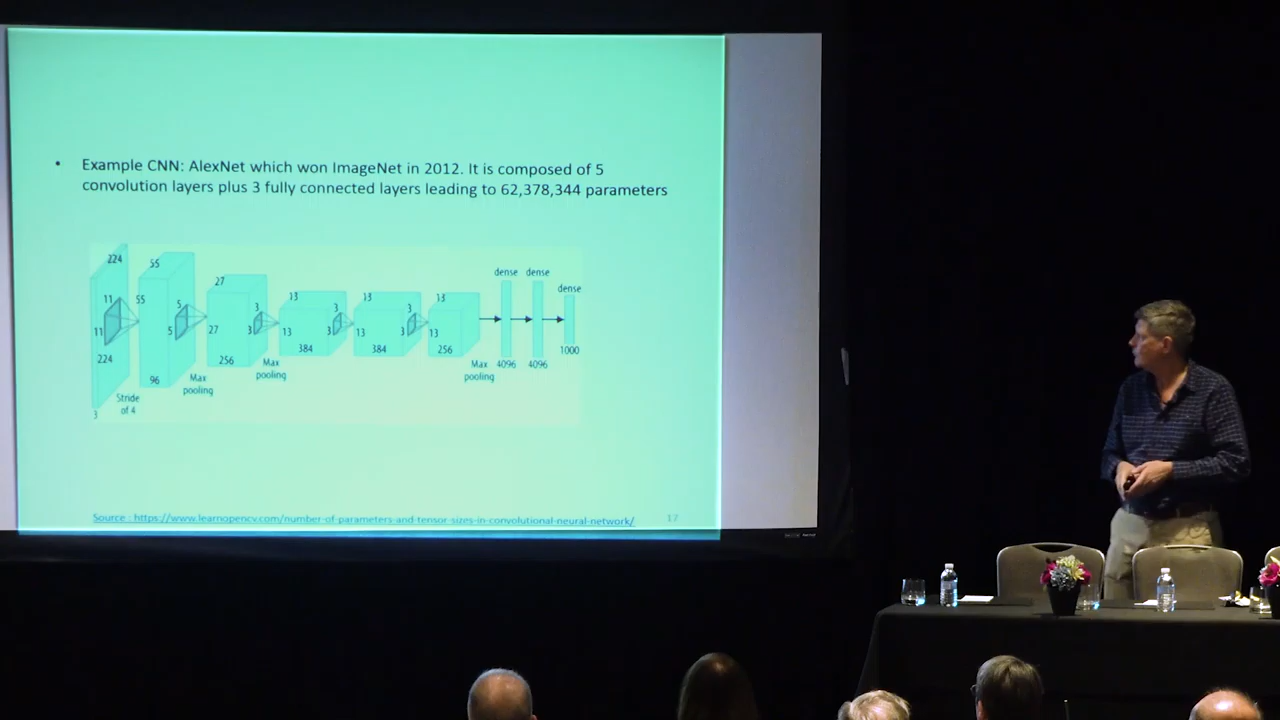 • Example CNN: AlexNet which won ImageNet in 2012. It is composed of 5
convolution layers plus 3 fully connected layers leading to 62,378,344 parameters
224
55
27
13
13
13
dense
dense
dense
11
55
5
3
3
3
11
5
27
3
13
3
13
3
13
224
256
384
384
256
1000
96
Max
pooling
Max
pooling
Max
pooling
4096
4096
3
Stride
of 4
Source : https://www.learnopencv.com/number-of-parameters-and-tensor-sizes-in-convolutional-neural-network/
17